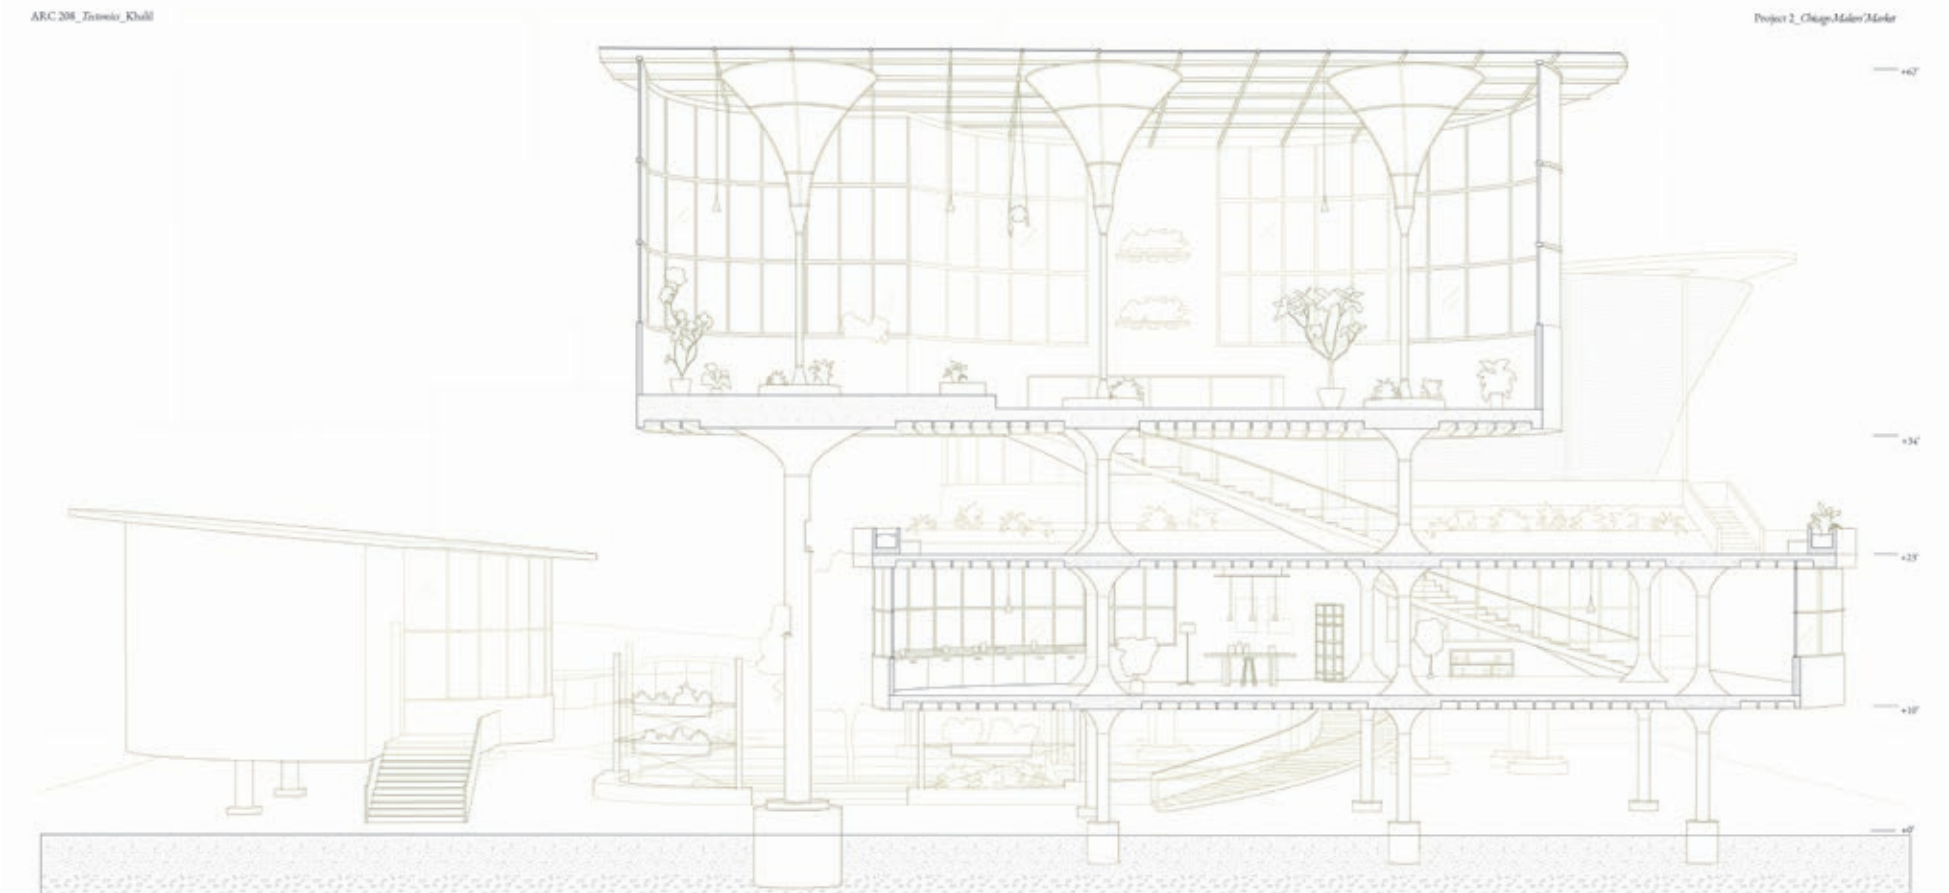 ARC 208_Tectonics_Khalil
Project 2_Chicago Makers' Market
+62'
+34'
+23'
+10'
+0'